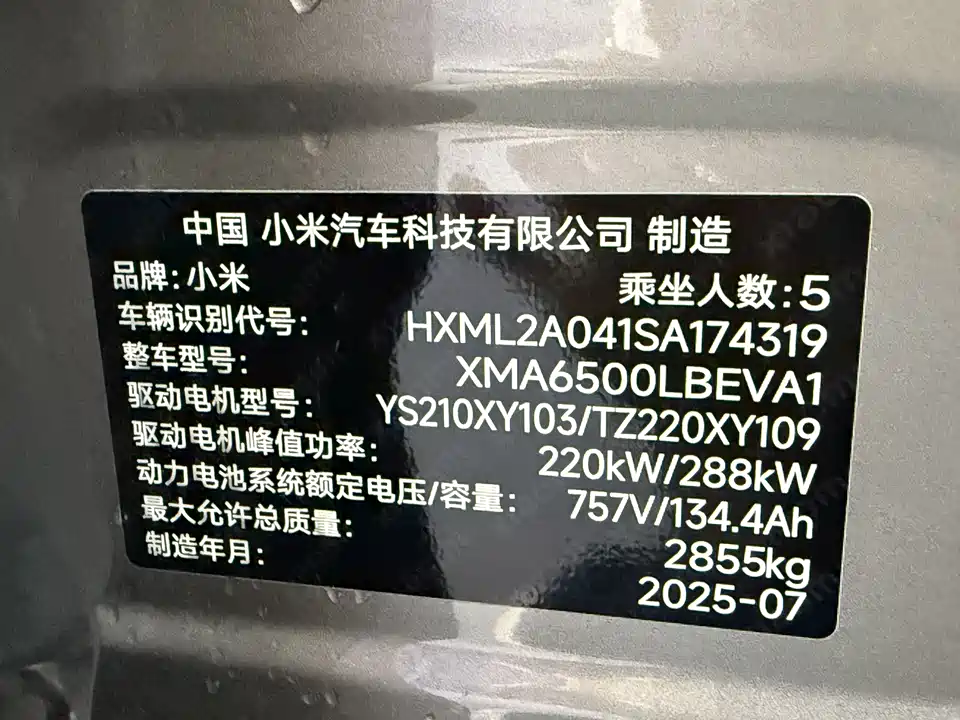 中国 小米汽车科技有限公司 制造
品牌:小米 乘坐人数:5
车辆识别代号: HXML2A041SA174319
整车型号: XMA6500LBEVA1
驱动电机型号: YS210XY103/TZ220XY109
驱动电机峰值功率: 220kW/288kW
动力电池系统额定电压/容量: 757V/134.4Ah
最大允许总质量: 2855kg
制造年月: 2025-07